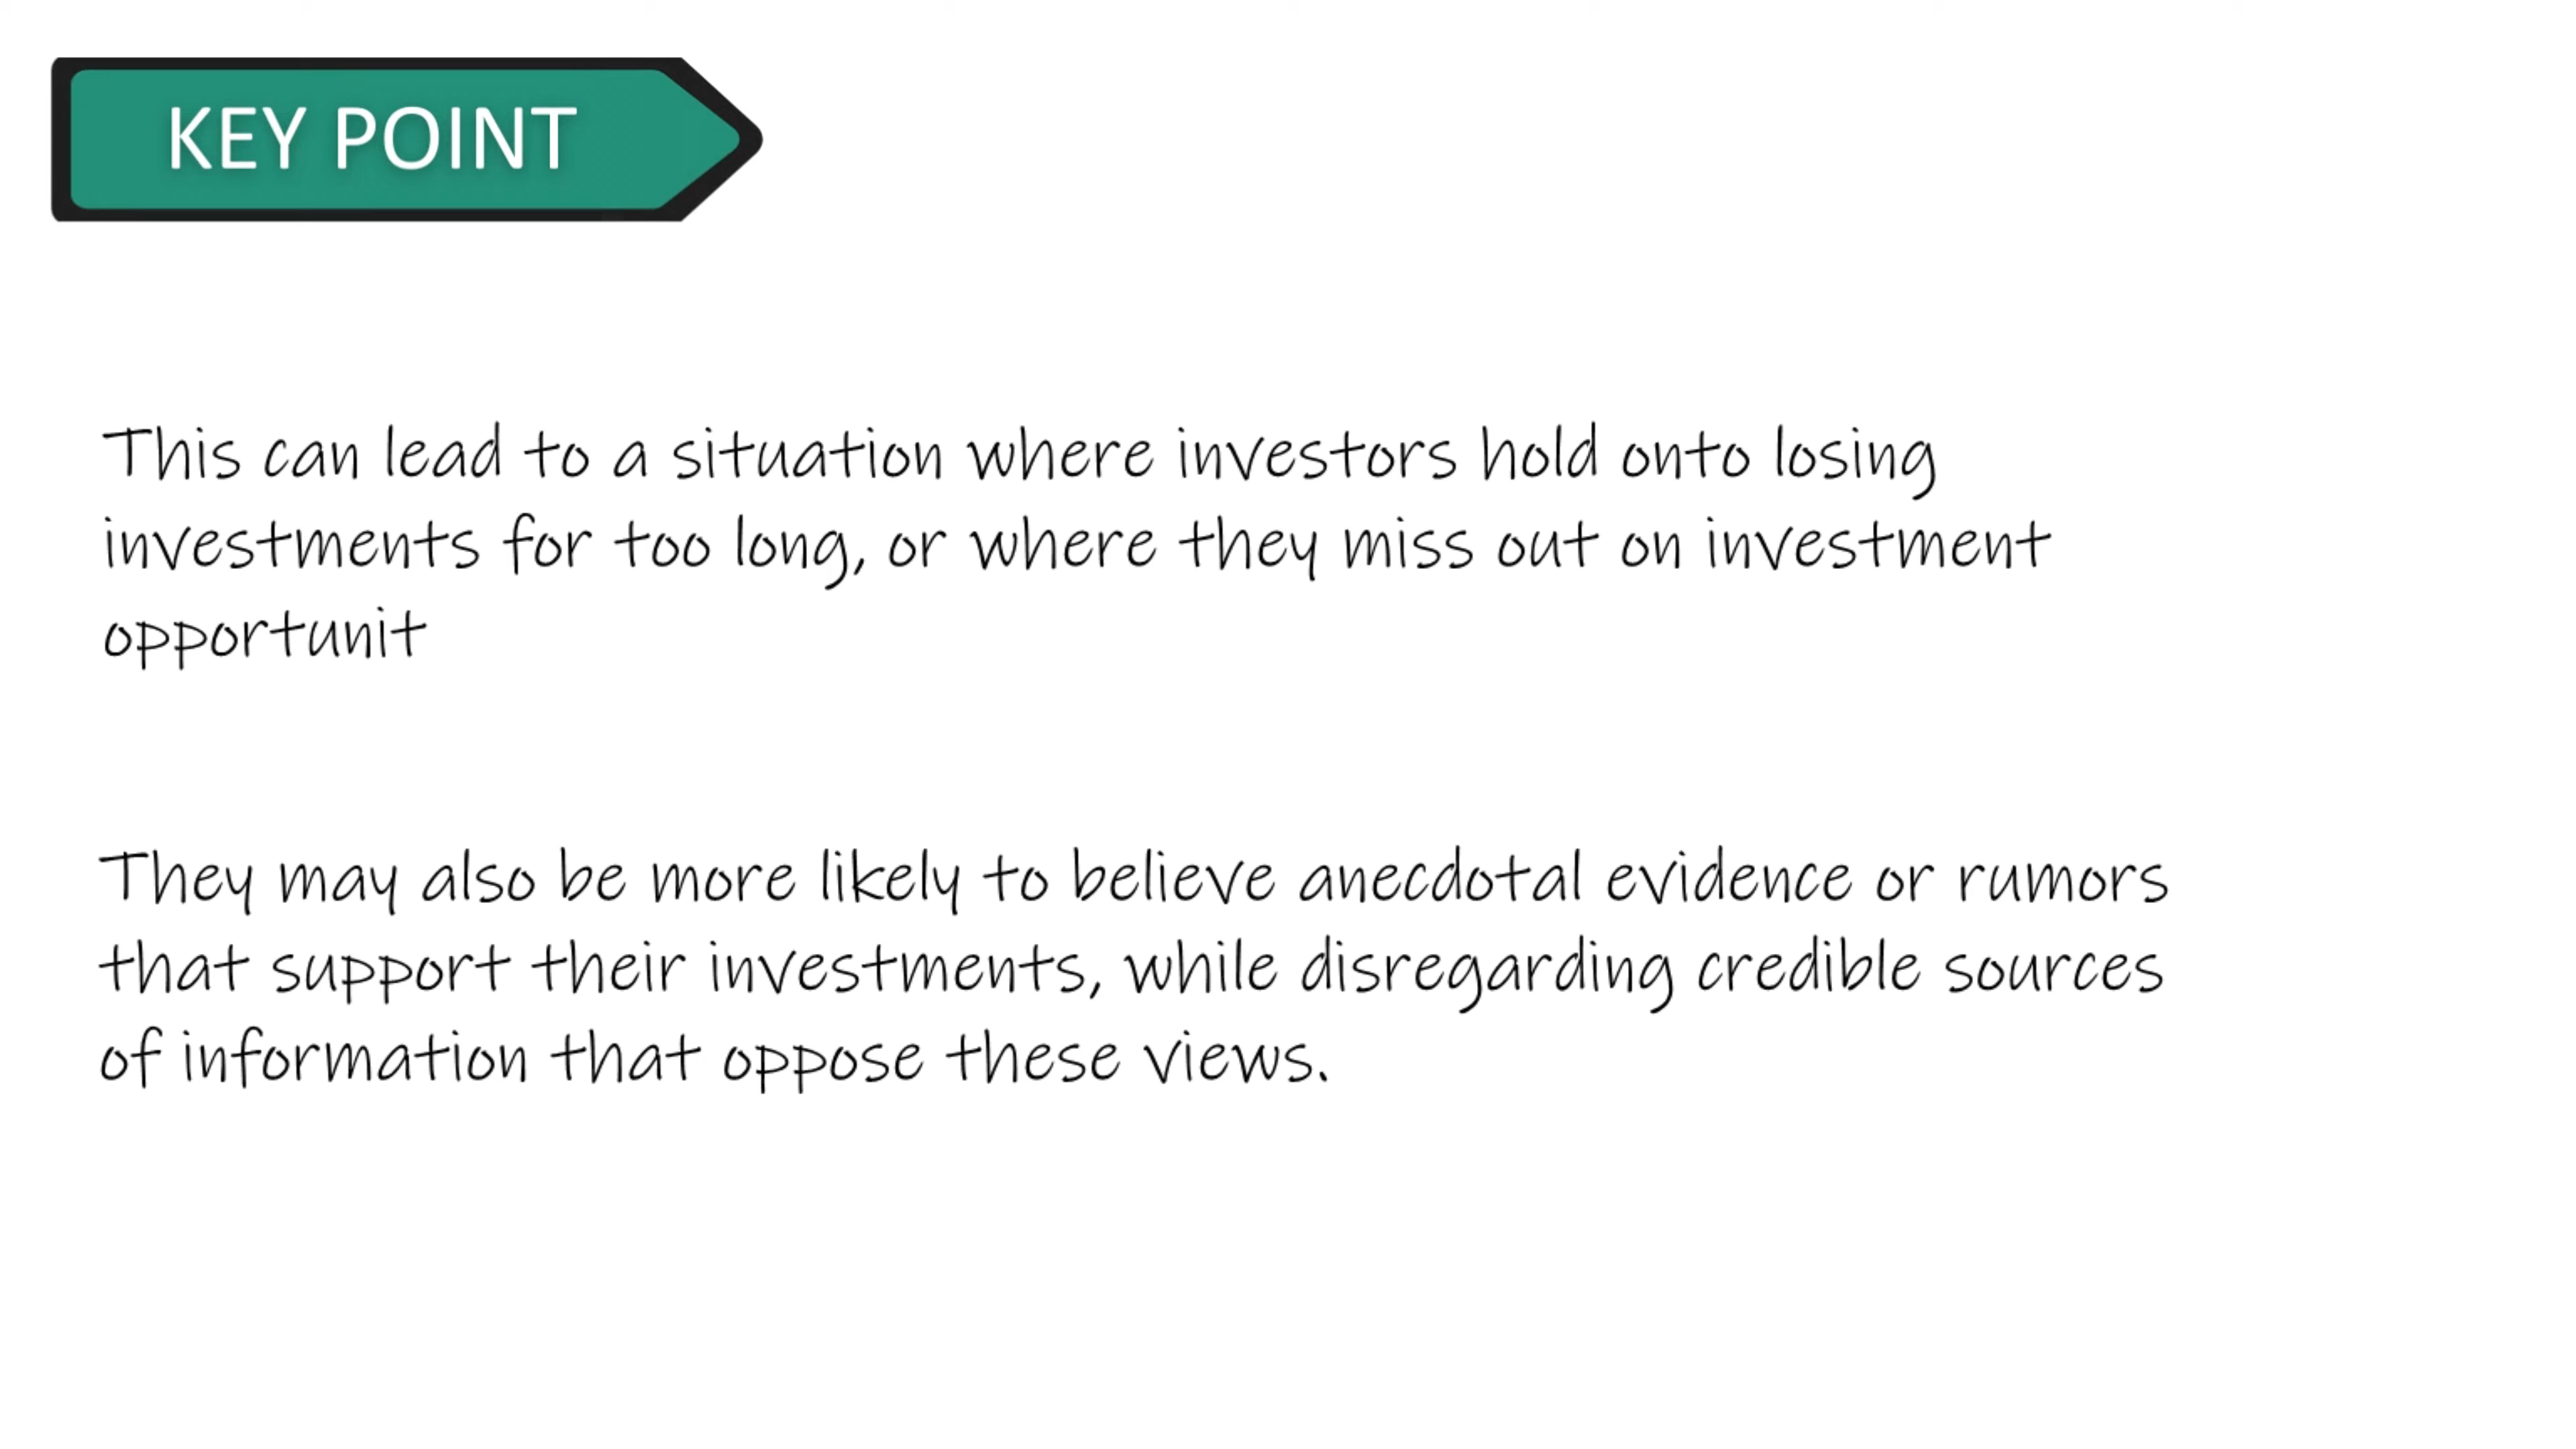 KEY POINT
This can lead to a situation where investors hold onto losing
investments for too long, or where they miss out on investment
opportunit
They may also be more likely to believe anecdotal evidence or rumors
that support their investments, while disregarding credible sources
of information that oppose these views.